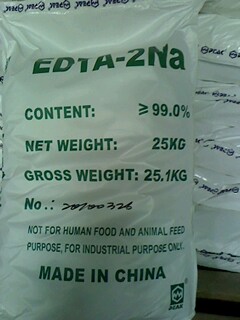 EDTA-2Na
CONTENT: ≥99.0%
NET WEIGHT: 25KG
GROSS WEIGHT: 25.1KG
No.: 20100326
NOT FOR HUMAN FOOD AND ANIMAL FEED
PURPOSE, FOR INDUSTRIAL PURPOSE ONLY.
MADE IN CHINA